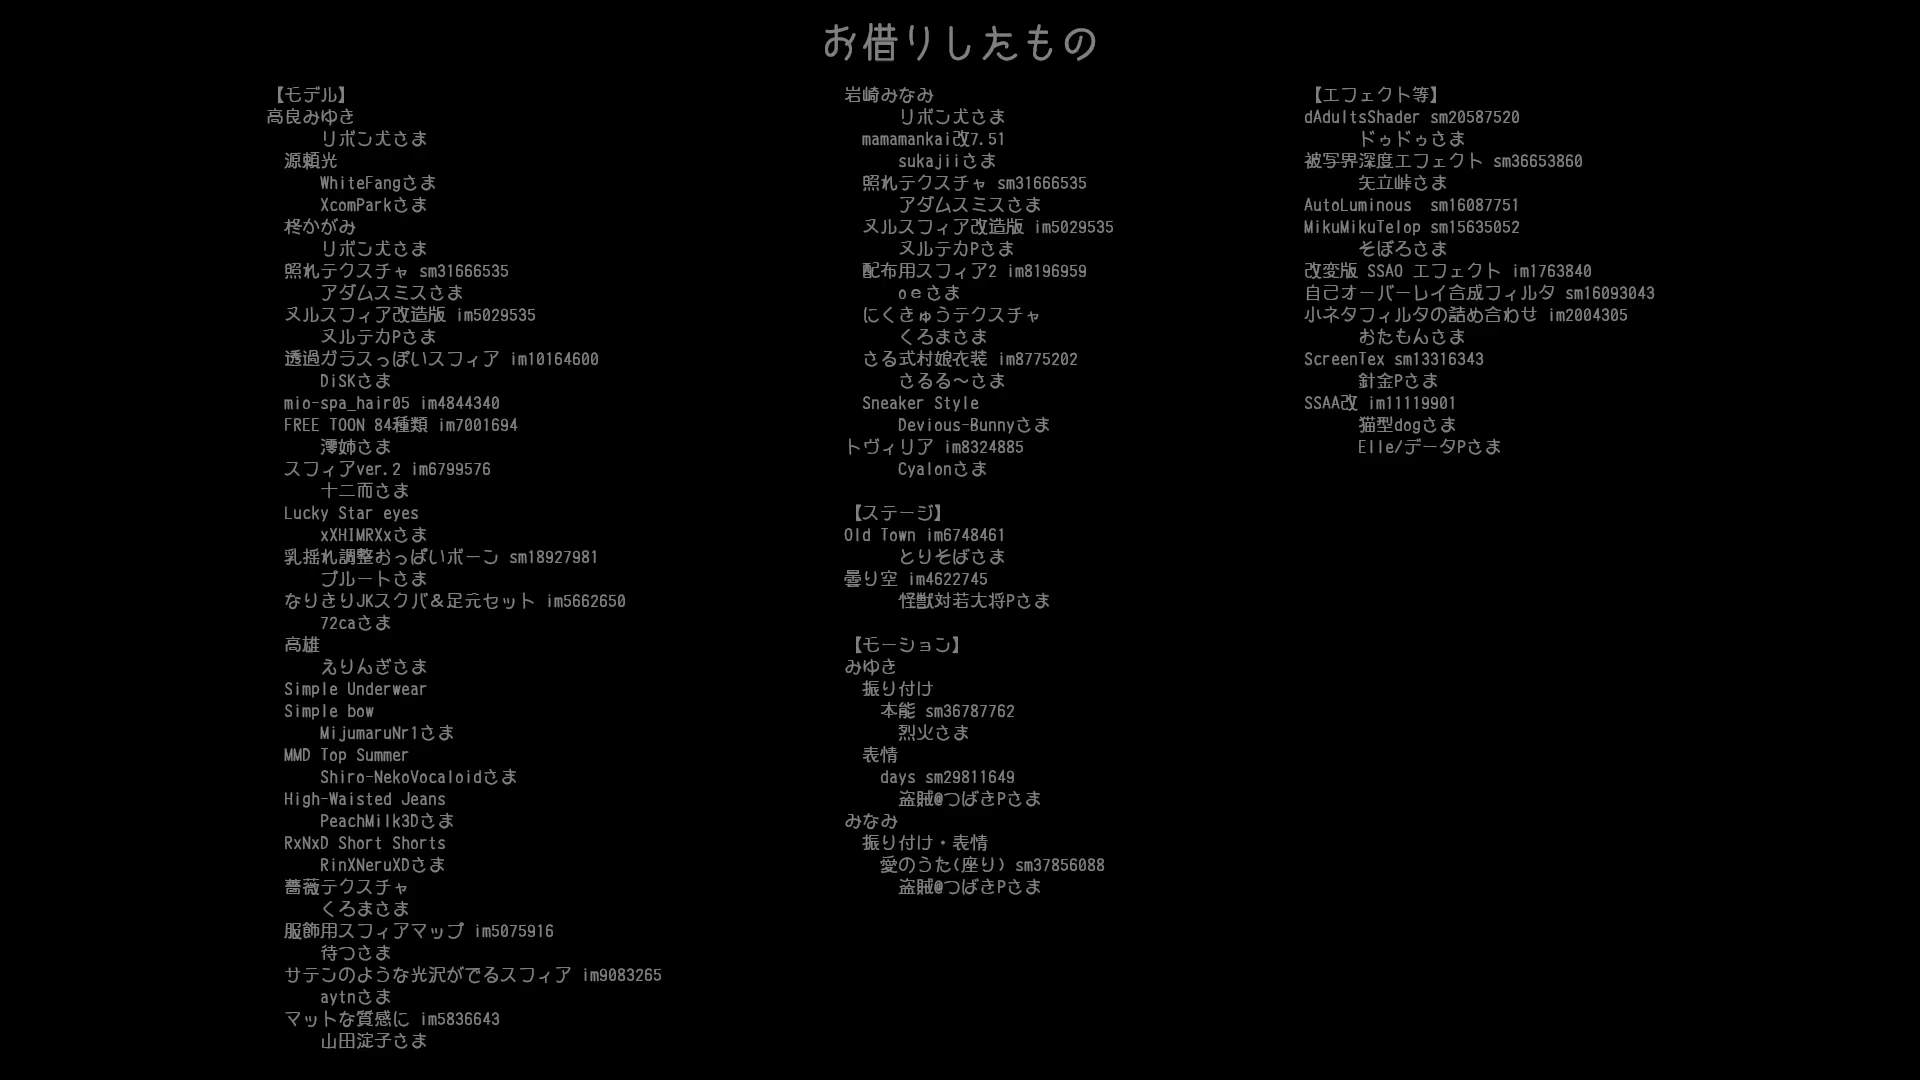 お借りしたもの
【モデル】
高良みゆき
リボン犬さま
源頼光
WhiteFangさま
XcomParkさま
柊かがみ
リボン犬さま
照れテクスチャ sm31666535
アダムスミスさま
ヌルスフィア改造版 im5029535
ヌルテカPさま
透過ガラスっぽいスフィア im10164600
DiSKさま
mio-spa_hair05 im4844340
FREE TOON 84種類 im7001694
澪姉さま
スフィアver.2 im6799576
十二而さま
Lucky Star eyes
xXHIMRXxさま
乳揺れ調整おっぱいボーン sm18927981
ブルートさま
なりきりJKスクバ&足元セット im5662650
72caさま
高雄
えりんぎさま
Simple Underwear
Simple bow
MijumaruNr1さま
MMD Top Summer
Shiro-NekoVocaloidさま
High-Waisted Jeans
PeachMilk3Dさま
RxNxD Short Shorts
RinXNeruXDさま
薔薇テクスチャ
くろまさま
服飾用スフィアマップ im5075916
待つさま
サテンのような光沢がでるスフィア im9083265
aytnさま
マットな質感に im5836643
山田淀子さま
岩崎みなみ
リボン犬さま
mamamankai改7.51
sukajiiさま
照れテクスチャ sm31666535
アダムスミスさま
ヌルスフィア改造版 im5029535
ヌルテカPさま
配布用スフィア2 im8196959
oeさま
にくきゅうテクスチャ
くろまさま
さる式村娘衣装 im8775202
さるる～さま
Sneaker Style
Devious-Bunnyさま
トヴィリア im8324885
Cyalonさま
【ステージ】
Old Town im6748461
とりそばさま
曇り空 im4622745
怪獣対若大将Pさま
【モーション】
みゆき
振り付け
本能 sm36787762
烈火さま
表情
days sm29811649
盗賊@つばきPさま
みなみ
振り付け・表情
愛のうた(座り) sm37856088
盗賊@つばきPさま
【エフェクト等】
dAdultsShader sm20587520
ドゥドゥさま
被写界深度エフェクト sm36653860
矢立峠さま
AutoLuminous  sm16087751
MikuMikuTelop sm15635052
そぼろさま
改変版 SSAO エフェクト im1763840
自己オーバーレイ合成フィルタ sm16093043
小ネタフィルタの詰め合わせ im2004305
おたもんさま
ScreenTex sm13316343
針金Pさま
SSAA改 im11119901
猫型dogさま
Elle/データPさま